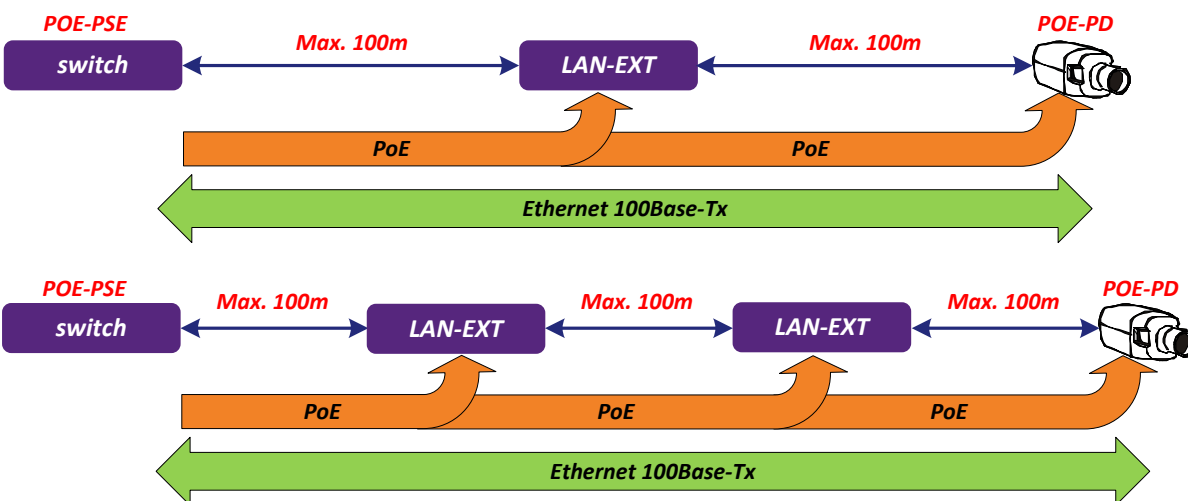 POE-PSE
Max. 100m
Max. 100m
POE-PD
switch
LAN-EXT
PoE
PoE
Ethernet 100Base-Tx
POE-PSE
Max. 100m
Max. 100m
Max. 100m
POE-PD
switch
LAN-EXT
LAN-EXT
PoE
PoE
PoE
Ethernet 100Base-Tx